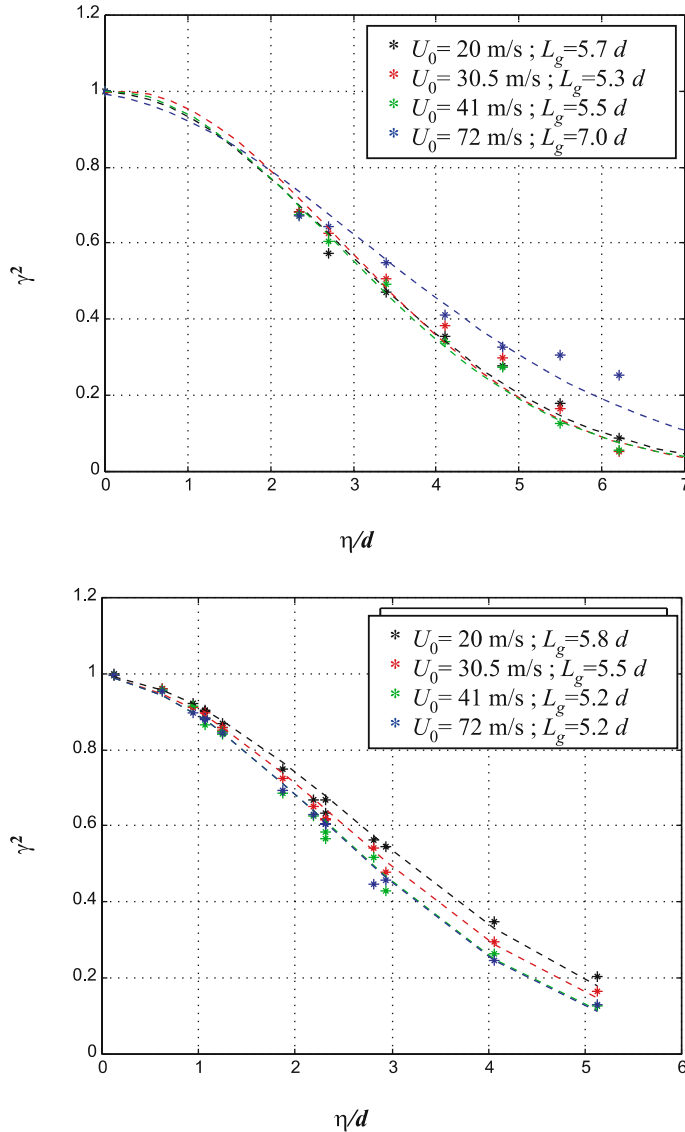 1.2
* U₀= 20 m/s ; L_g=5.7 d
* U₀= 30.5 m/s ; L_g=5.3 d
* U₀= 41 m/s ; L_g=5.5 d
* U₀= 72 m/s ; L_g=7.0 d
1
0.8
0.6
γ²
0.4
0.2
0
0 1 2 3 4 5 6 7
η/d
1.2
* U₀= 20 m/s ; L_g=5.8 d
* U₀= 30.5 m/s ; L_g=5.5 d
* U₀= 41 m/s ; L_g=5.2 d
* U₀= 72 m/s ; L_g=5.2 d
1
0.8
0.6
γ²
0.4
0.2
0
0 1 2 3 4 5 6
η/d